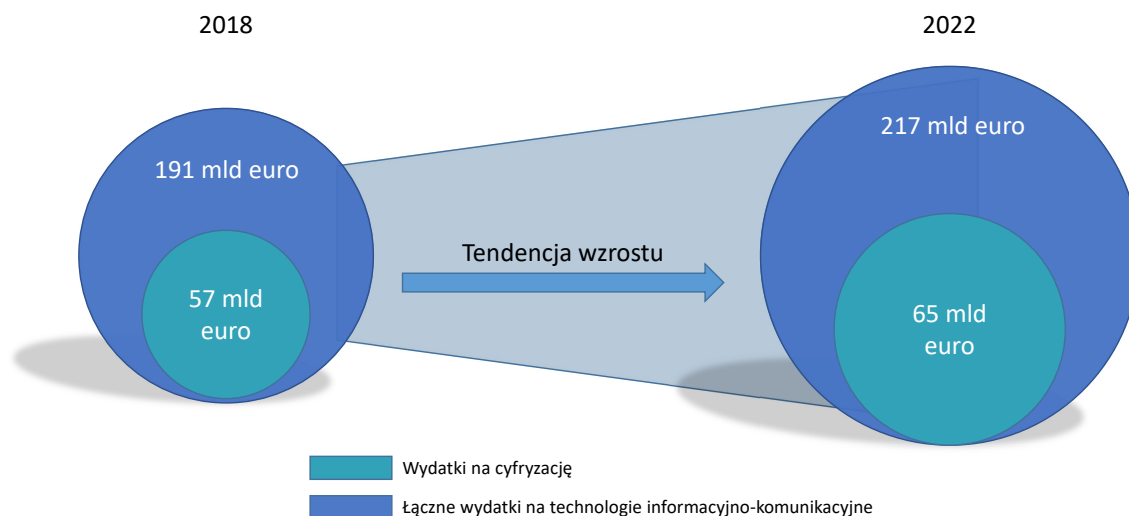 2018
2022
191 mld euro
217 mld euro
Tendencja wzrostu
57 mld
euro
65 mld
euro
Wydatki na cyfryzację
Łączne wydatki na technologie informacyjno-komunikacyjne